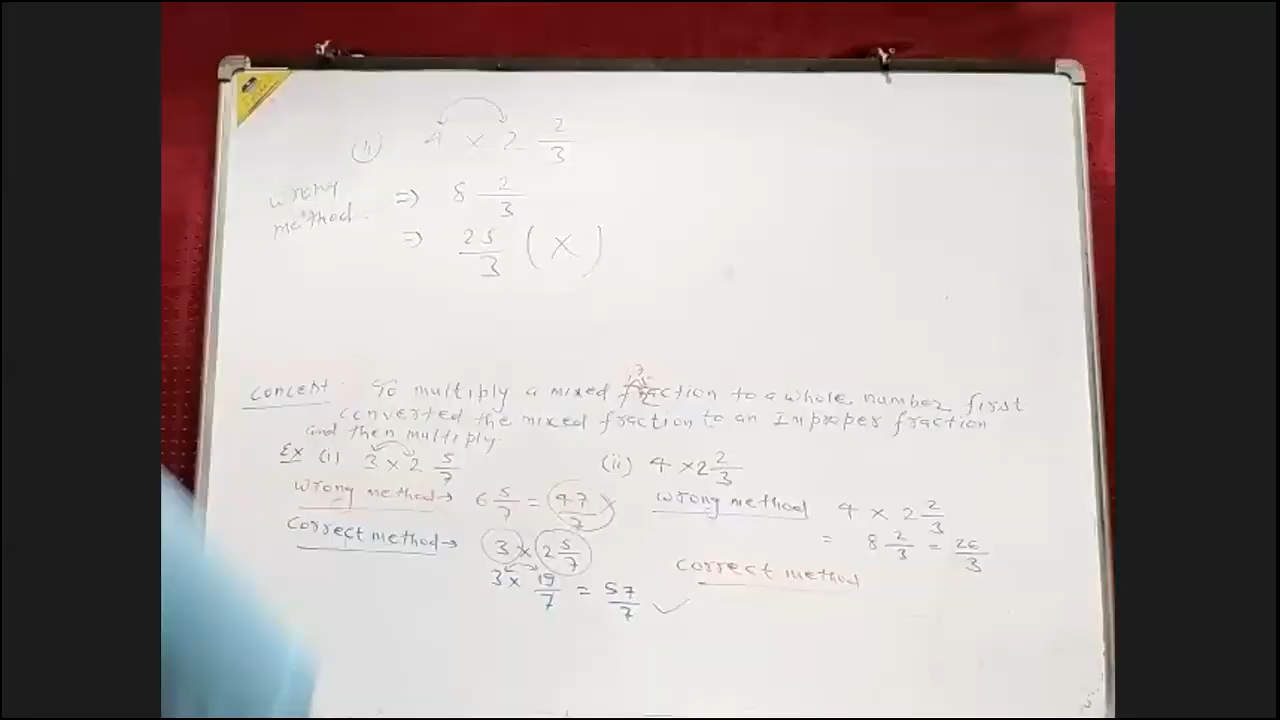 (ii) 4 × 2 2/3
wrong method ⇒ 8 2/3
⇒ 25/3 (X)
Concept: To multiply a mixed fraction to a whole number first
converted the mixed fraction to an Improper fraction
and then multiply.
Ex (i) 3 × 2 5/7 (ii) 4 × 2 2/3
wrong method → 6 5/7 = 47/7 × wrong method 4 × 2 2/3
= 8 2/3 = 26/3
correct method → 3 × 2 5/7 correct method
3 × 19/7 = 57/7 ✓